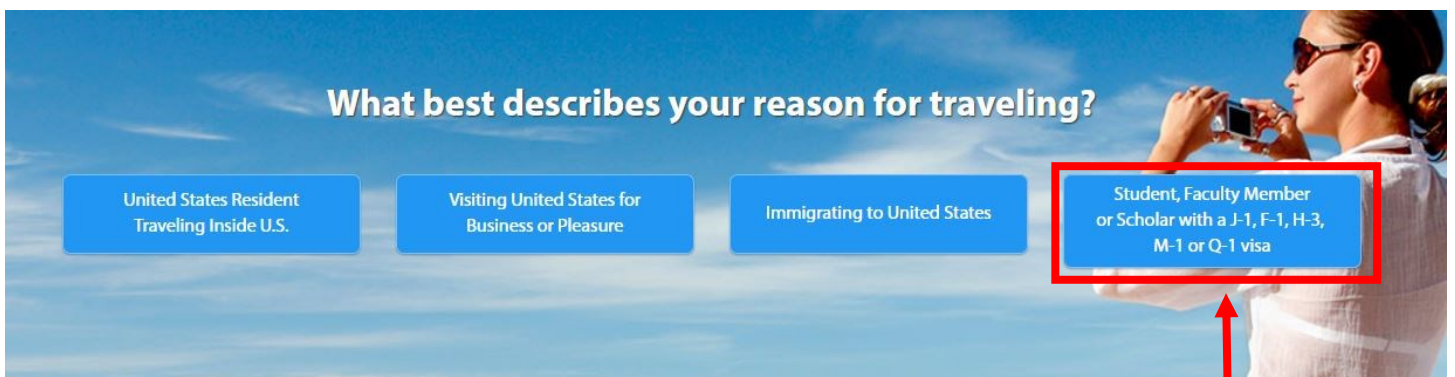 What best describes your reason for traveling?
United States Resident
Traveling Inside U.S.
Visiting United States for
Business or Pleasure
Immigrating to United States
Student, Faculty Member
or Scholar with a J-1, F-1, H-3,
M-1 or Q-1 visa